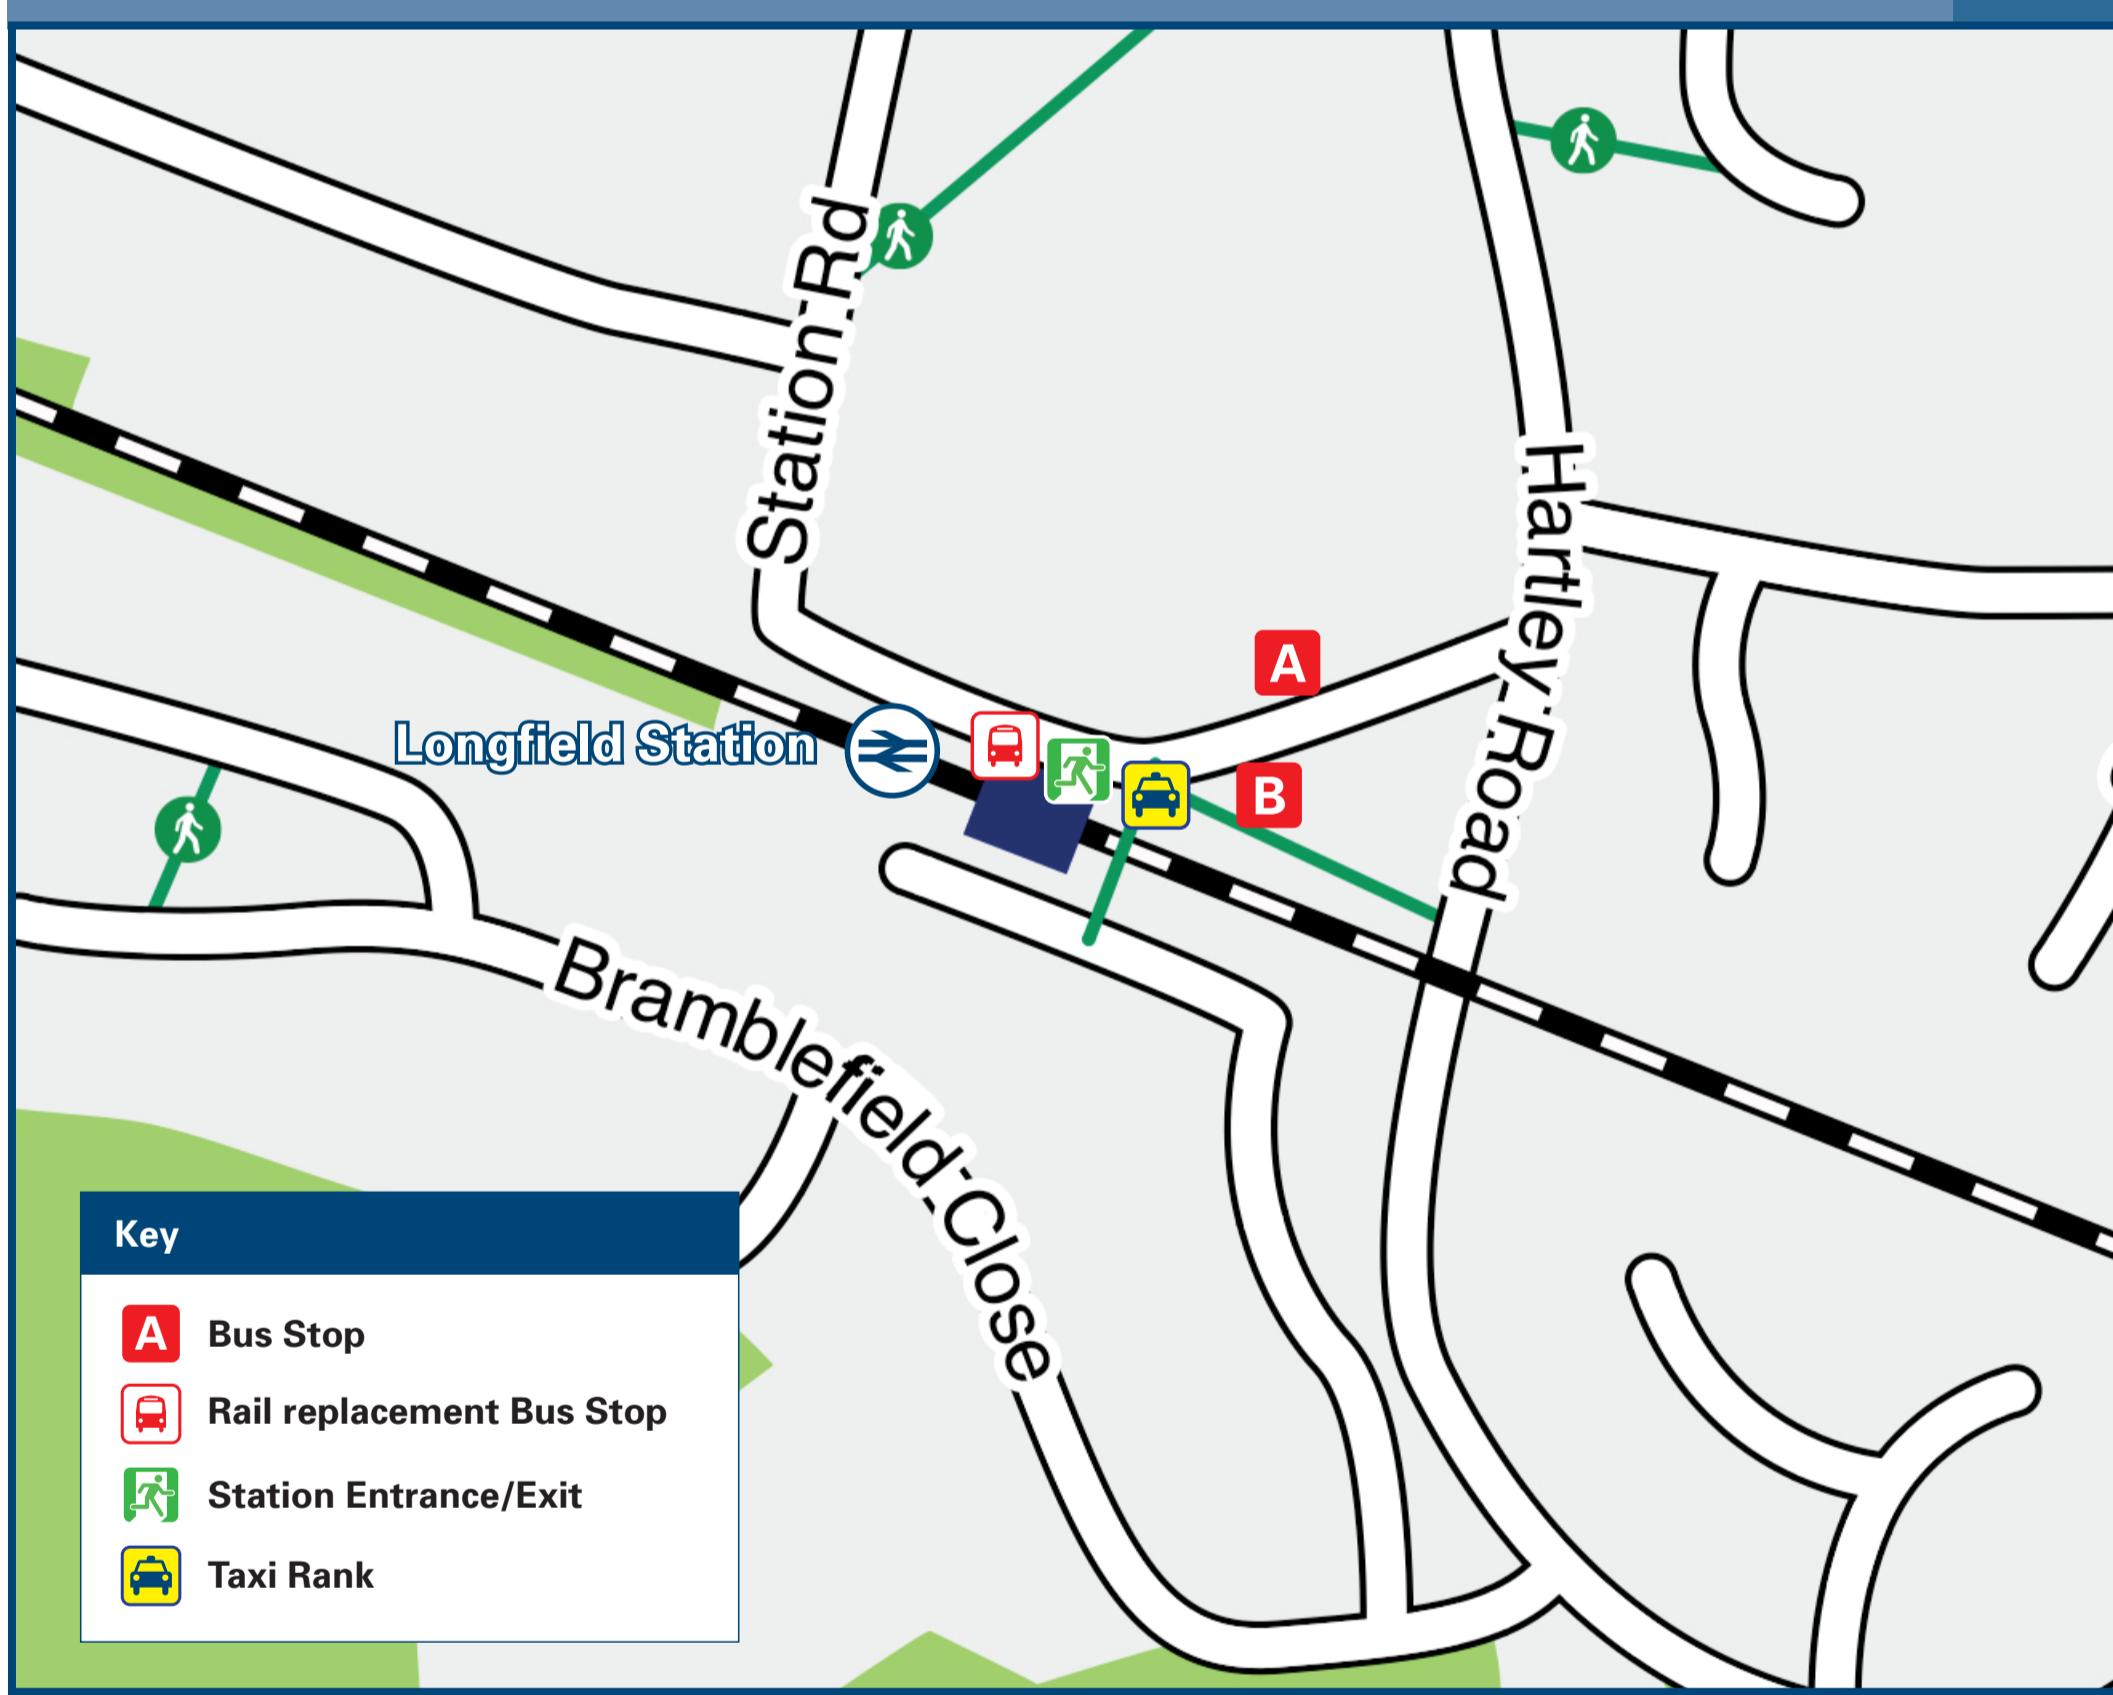 Station Rd
Hartley Road
A
Longfield Station
B
Bramblefield Close
Key
A Bus Stop
Rail replacement Bus Stop
Station Entrance/Exit
Taxi Rank